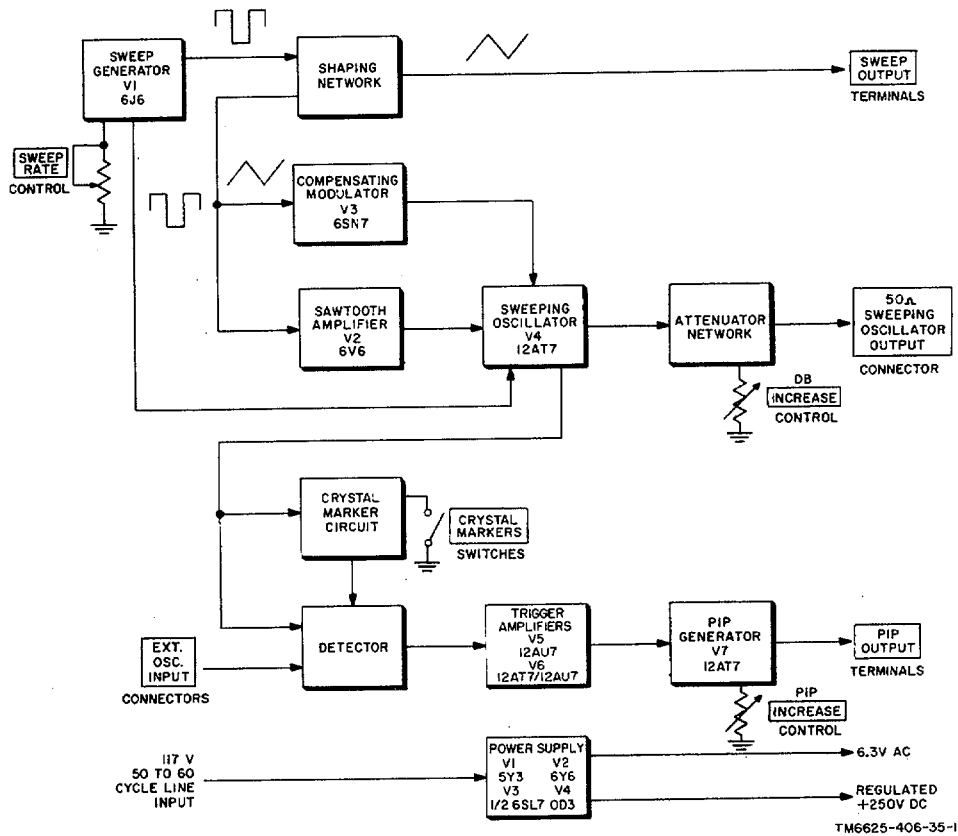 SWEEP
GENERATOR
V1
6J6
SHAPING
NETWORK
SWEEP
OUTPUT
TERMINALS
SWEEP
RATE
CONTROL
COMPENSATING
MODULATOR
V3
6SN7
SAWTOOTH
AMPLIFIER
V2
6V6
SWEEPING
OSCILLATOR
V4
12AT7
ATTENUATOR
NETWORK
50Ω
SWEEPING
OSCILLATOR
OUTPUT
CONNECTOR
DB
INCREASE
CONTROL
CRYSTAL
MARKER
CIRCUIT
CRYSTAL
MARKERS
SWITCHES
EXT.
OSC.
INPUT
CONNECTORS
DETECTOR
TRIGGER
AMPLIFIERS
V5
12AU7
V6
12AT7/12AU7
PIP
GENERATOR
V7
12AT7
PIP
OUTPUT
TERMINALS
PIP
INCREASE
CONTROL
117 V
50 TO 60
CYCLE LINE
INPUT
POWER SUPPLY
V1 V2
5Y3 6Y6
V3 V4
1/2 6SL7 OD3
6.3V AC
REGULATED
+250V DC
TM6625-406-35-1